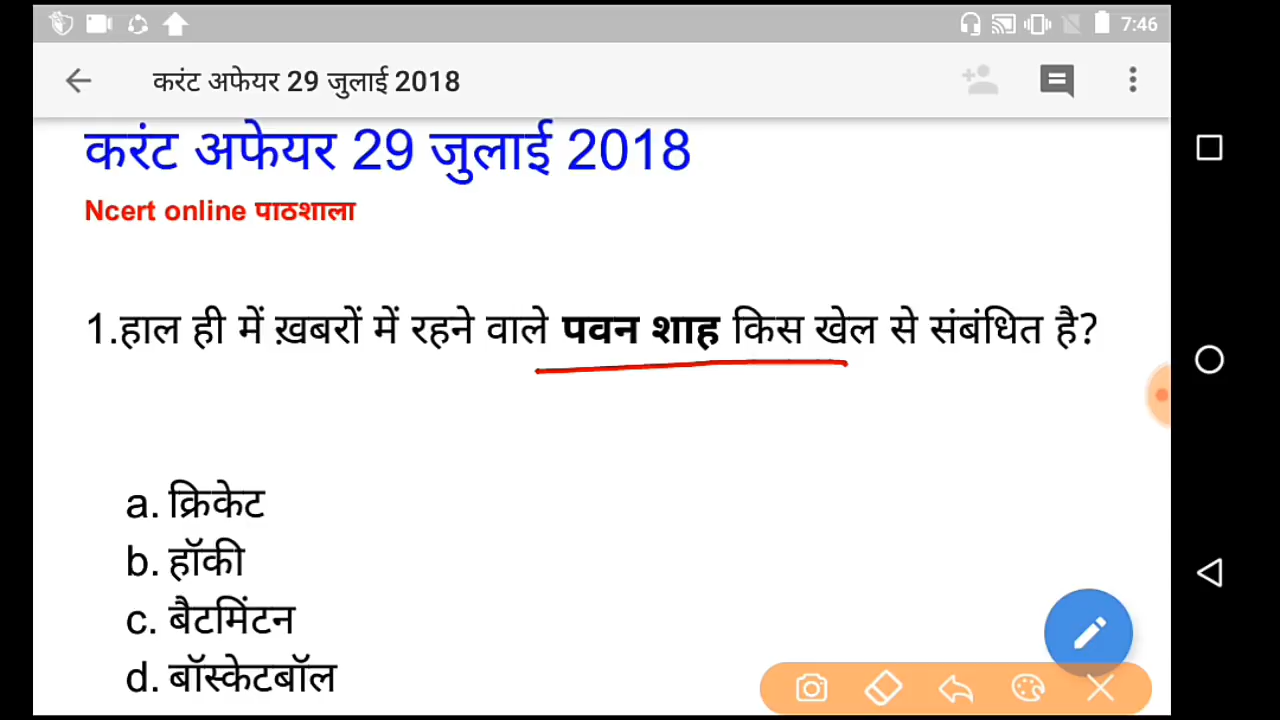 7:46
करंट अफेयर 29 जुलाई 2018
करंट अफेयर 29 जुलाई 2018
Ncert online पाठशाला
1.हाल ही में ख़बरों में रहने वाले पवन शाह किस खेल से संबंधित है?
a. क्रिकेट
b. हॉकी
c. बैटमिंटन
d. बॉस्केटबॉल